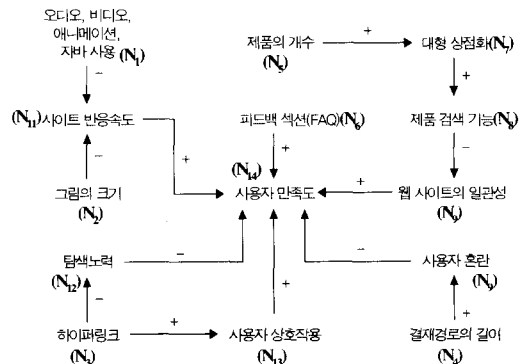 오디오, 비디오,
애니메이션,
자바 사용 (N1)
제품의 개수 + 대형 상점화 (N7)
(N5)
− +
(N11) 사이트 반응속도 피드백 섹션(FAQ)(N6) 제품 검색 기능(N8)
+ + −
− (N14)
그림의 크기 사용자 만족도 + 웹 사이트의 일관성
(N2) (N9)
탐색노력 − − 사용자 혼란
(N12) + (N9)
− +
하이퍼링크 + 사용자 상호작용 결재경로의 길이
(N3) (N13) (N4)